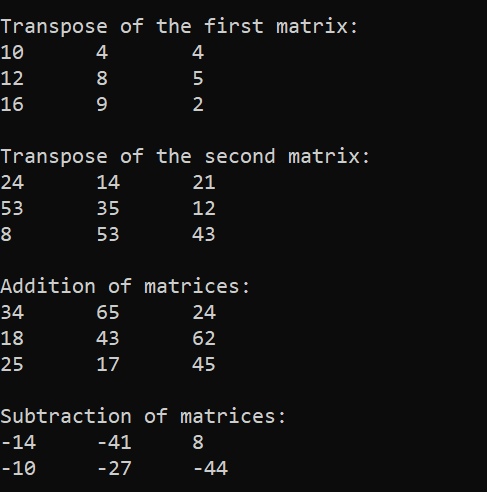 Transpose of the first matrix:
10 4 4
12 8 5
16 9 2
Transpose of the second matrix:
24 14 21
53 35 12
8 53 43
Addition of matrices:
34 65 24
18 43 62
25 17 45
Subtraction of matrices:
-14 -41 8
-10 -27 -44